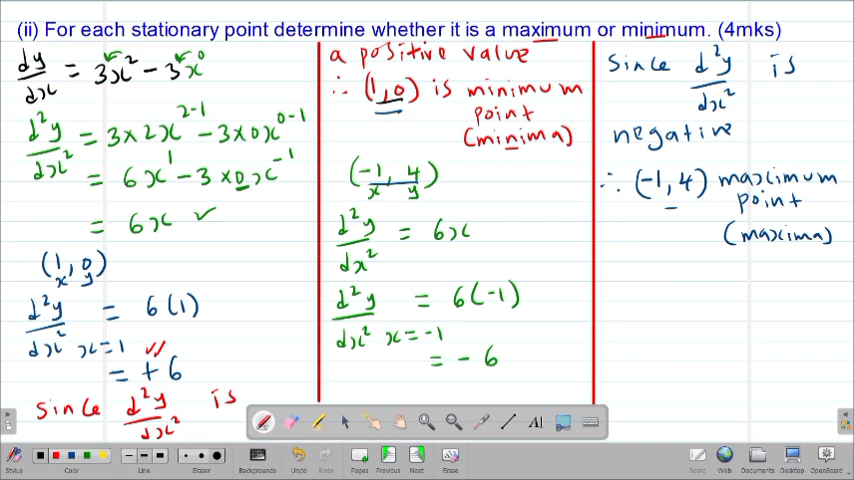 (ii) For each stationary point determine whether it is a maximum or minimum. (4mks)
dy/dx = 3x² − 3x⁰
d²y/dx² = 3×2x²⁻¹ − 3×0x⁰⁻¹
= 6x¹ − 3×0x⁻¹
= 6x ✓
(1, 0)
x y
d²y/dx² = 6(1)
x=1
= +6
Since d²y/dx² is
a positive value
∴ (1,0) is minimum
point
(minima)
(-1, 4)
x y
d²y/dx² = 6x
d²y/dx² = 6(-1)
x=-1
= -6
Since d²y/dx² is
negative
∴ (-1,4) maximum
point
(maxima)
Stylus
Color
Line
Eraser
Backgrounds
Undo
Redo
Pages
Previous
Next
Erase
Board
Web
Documents
Desktop
OpenBoard